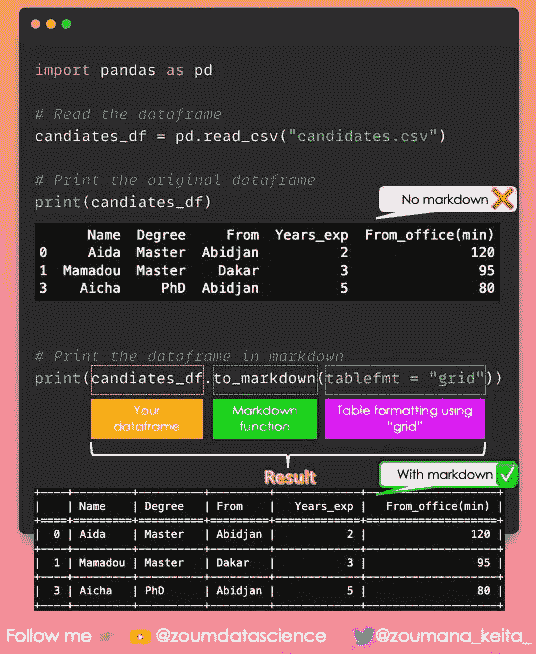 import pandas as pd
# Read the dataframe
candiates_df = pd.read_csv("candidates.csv")
# Print the original dataframe
print(candiates_df)
No markdown
Name Degree From Years_exp From_office(min)
0 Aida Master Abidjan 2 120
1 Mamadou Master Dakar 3 95
3 Aicha PhD Abidjan 5 80
# Print the dataframe in markdown
print(candiates_df.to_markdown(tablefmt = "grid"))
Your dataframe
Markdown function
Table formatting using "grid"
Result
With markdown
| | Name | Degree | From | Years_exp | From_office(min) |
| 0 | Aida | Master | Abidjan | 2 | 120 |
| 1 | Mamadou | Master | Dakar | 3 | 95 |
| 3 | Aicha | PhD | Abidjan | 5 | 80 |
Follow me @zoumdatascience @zoumana_keita_